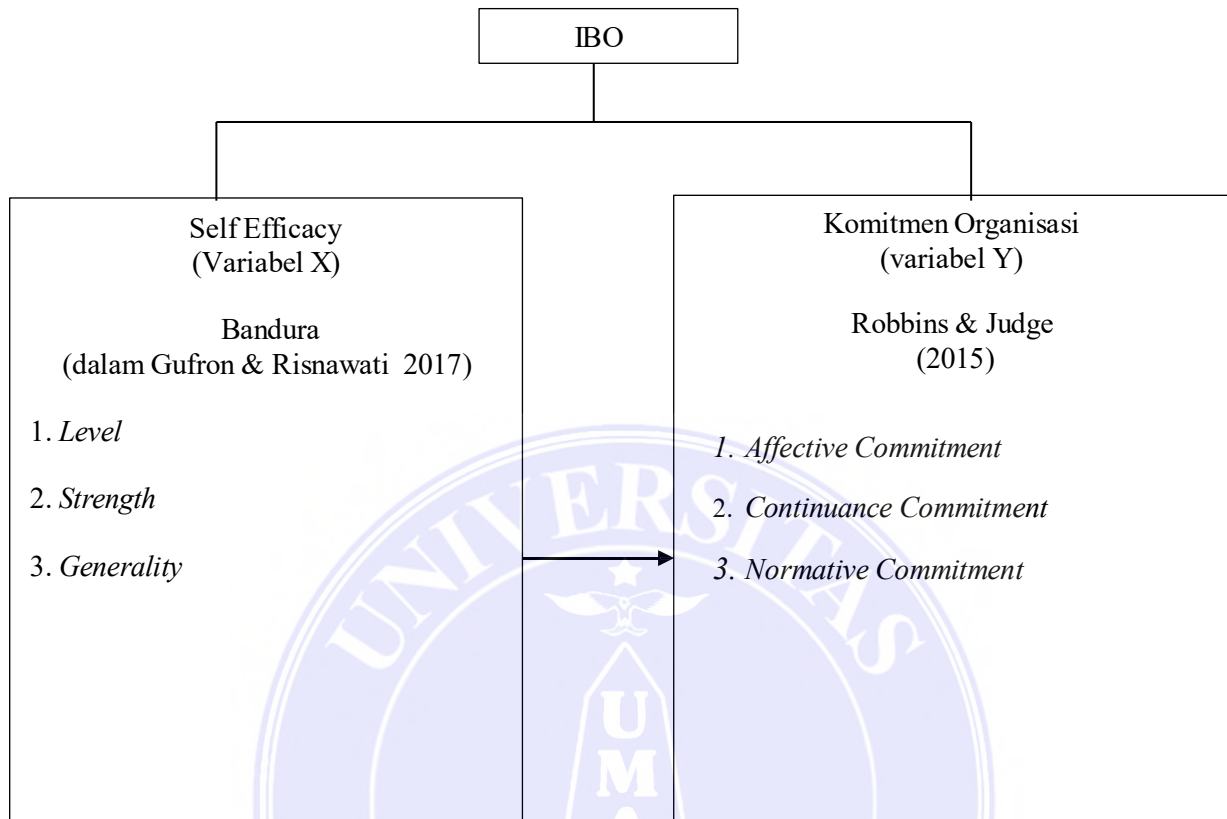 IBO
Self Efficacy
(Variabel X)
Bandura
(dalam Gufron & Risnawati 2017)
1. Level
2. Strength
3. Generality
Komitmen Organisasi
(variabel Y)
Robbins & Judge
(2015)
1. Affective Commitment
2. Continuance Commitment
3. Normative Commitment
UNIVERSITAS
U
M
A